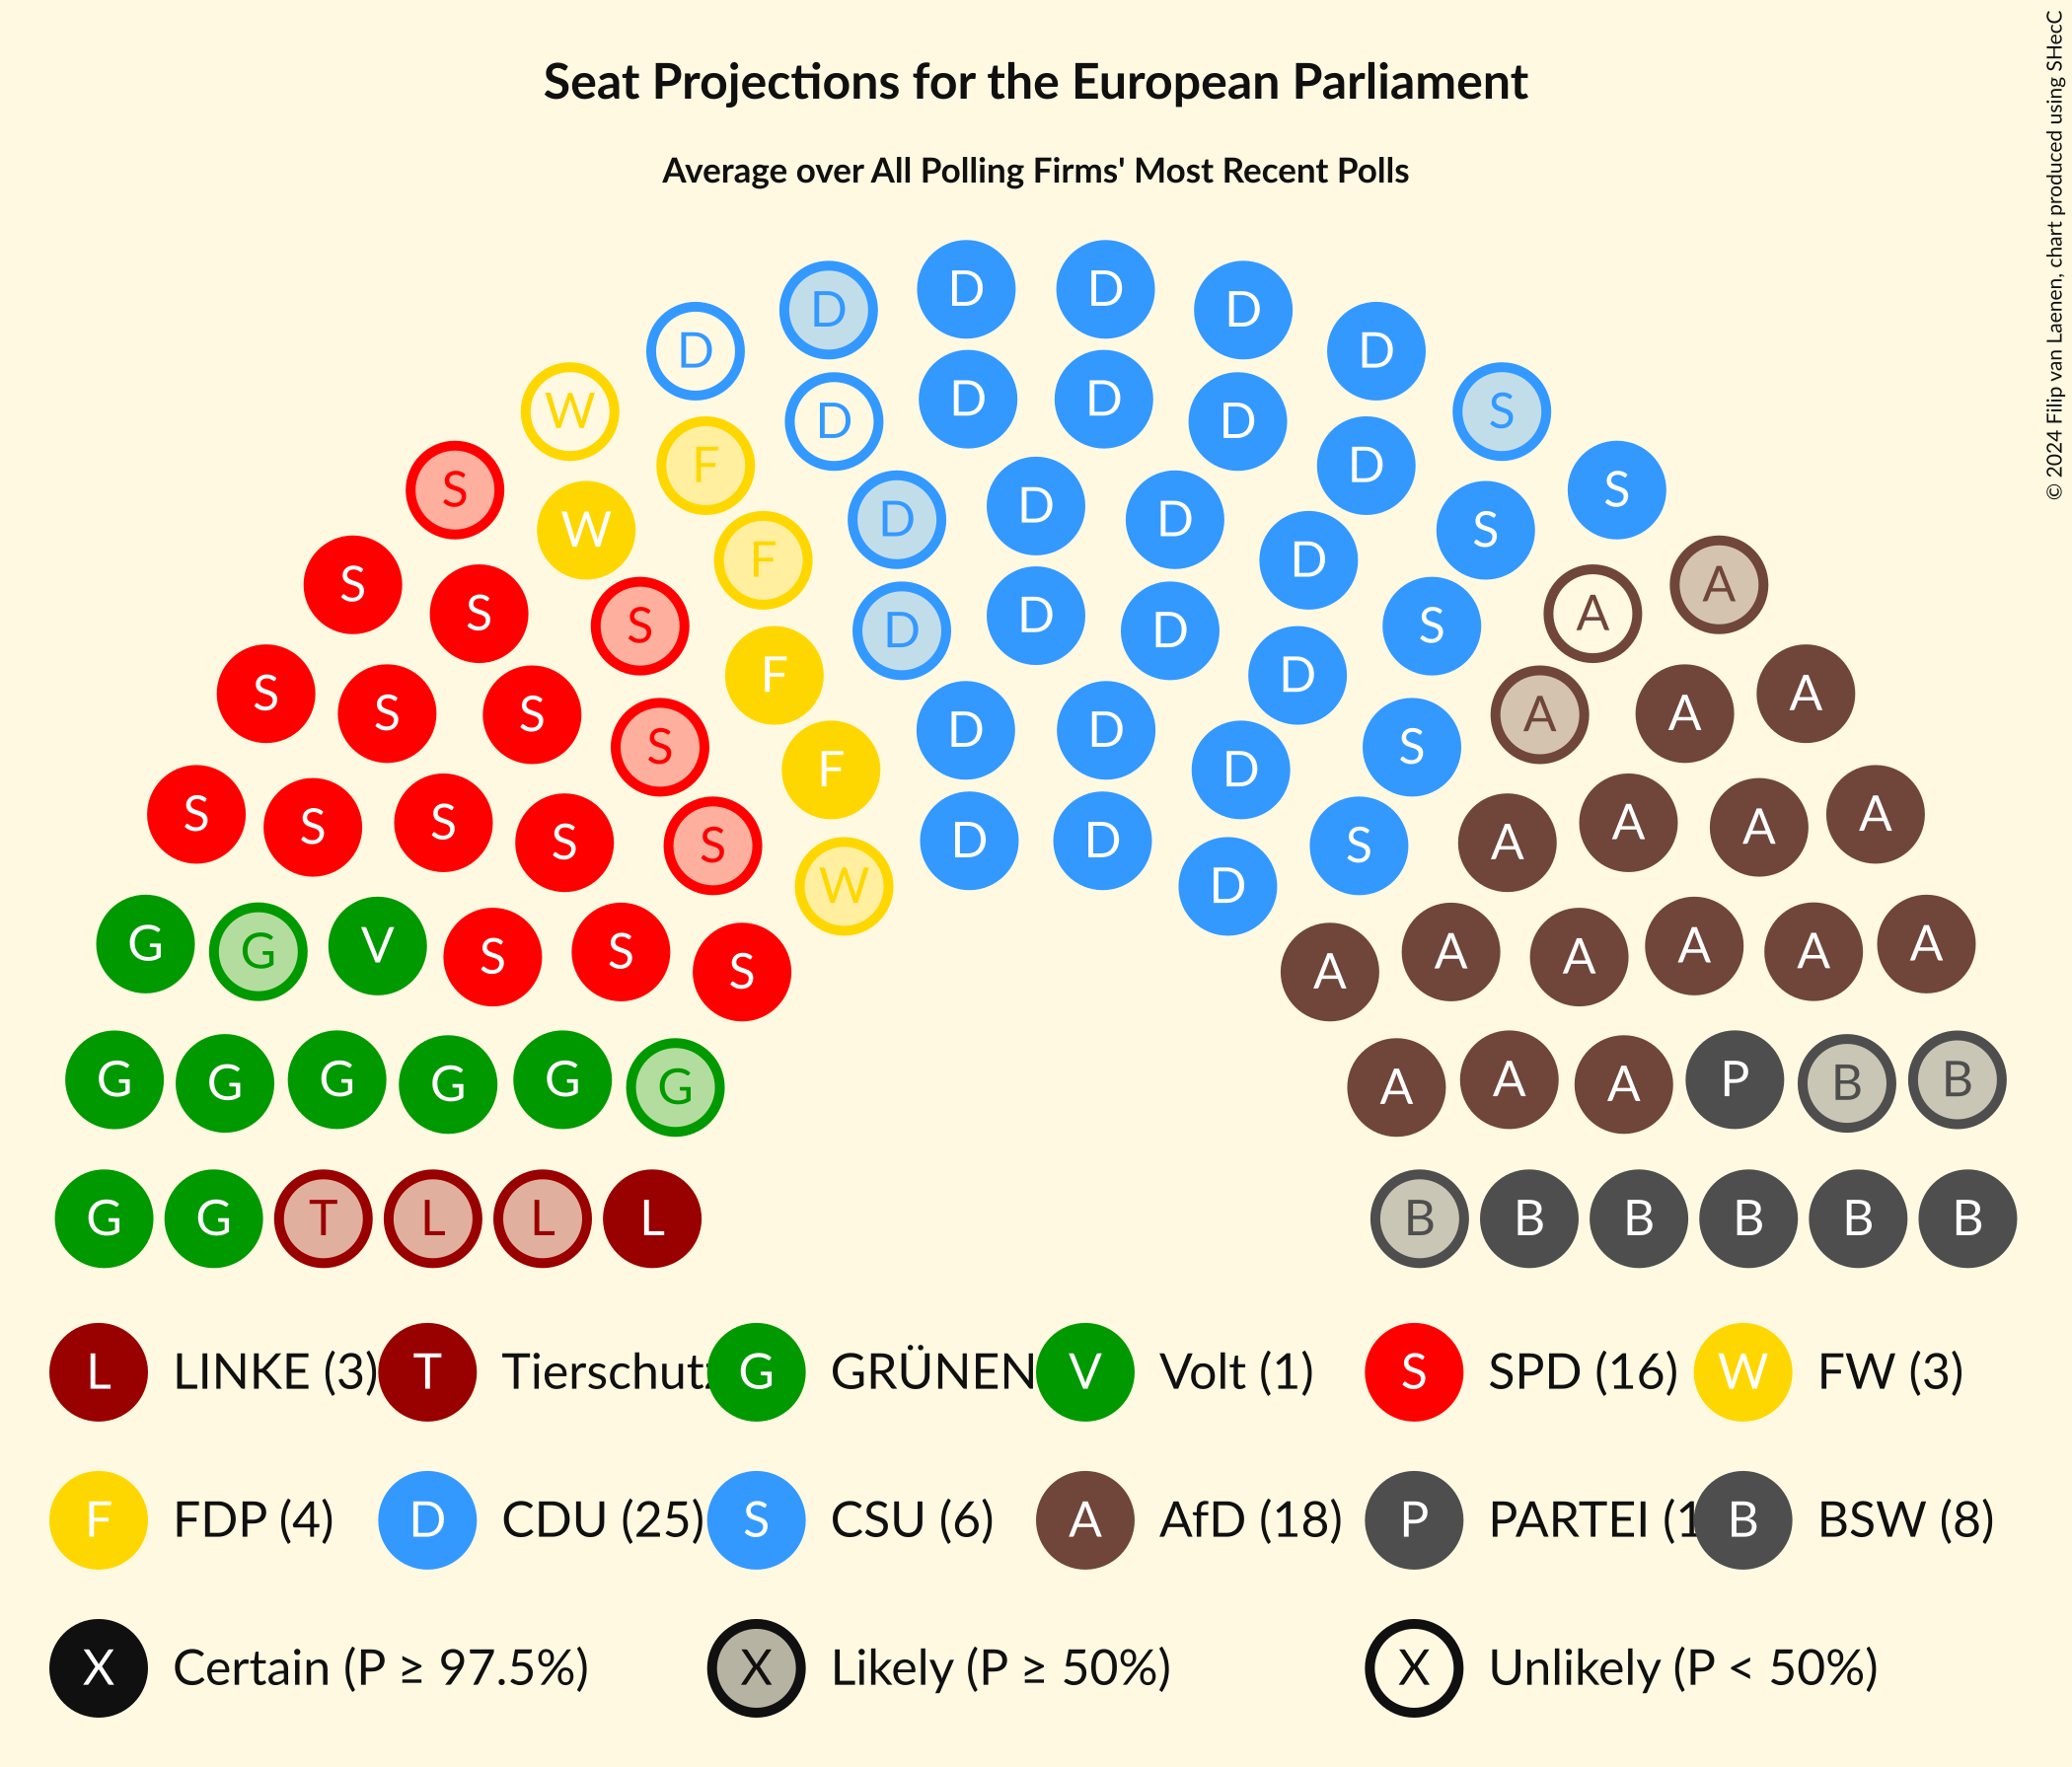 Seat Projections for the European Parliament
Average over All Polling Firms' Most Recent Polls
© 2024 Filip van Laenen, chart produced using SHecC
D D D D
D D D S
W D D D D
S F D S
W D D D S
S F D S A
S S S D D D S A
F D A A A
S S S S F D D D S
S S S S S D D D S A A A A
W D
G G V S S S A A A A A A
G G G G G G A A A P B B
G G T L L L B B B B B B
L LINKE (3) T Tierschutz G GRÜNEN V Volt (1) S SPD (16) W FW (3)
F FDP (4) D CDU (25) S CSU (6) A AfD (18) P PARTEI (1 B BSW (8)
X Certain (P ≥ 97.5%) X Likely (P ≥ 50%) X Unlikely (P < 50%)